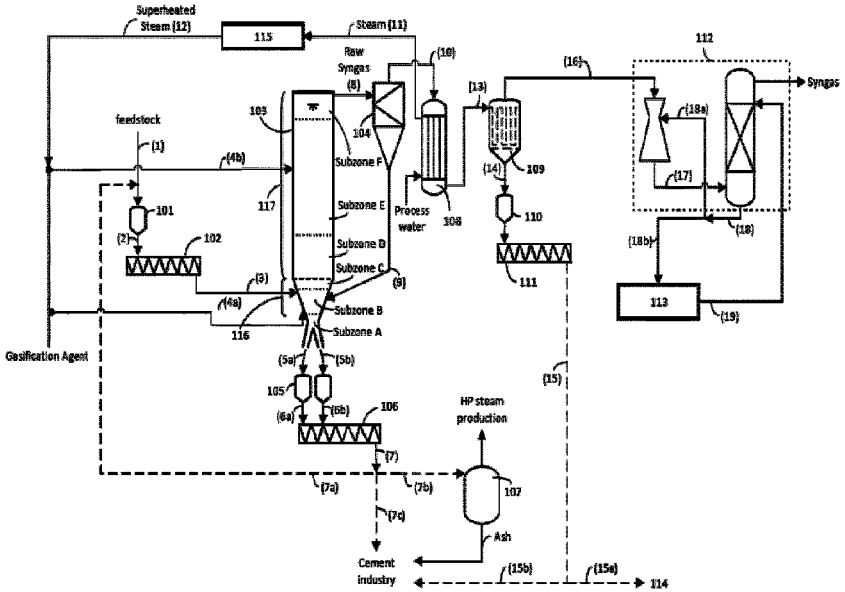 Superheated
Steam (12)
Steam (11)
115
112
Raw
Syngas
(10)
(8)
(13)
(16)
Syngas
103
104
feedstock
(1)
(18a)
Subzone F
109
(4b)
(14)
(17)
117
101
Process
water
108
110
(18)
(2)
102
Subzone E
(18b)
Subzone D
Subzone C
111
(3)
(9)
113
(4a)
(19)
116
Subzone B
Subzone A
Gasification Agent
(5a)
(5b)
(15)
105
HP steam
production
(6a)
(6b)
106
(7)
(7a)
(7b)
107
(7c)
Ash
Cement
industry
(15b)
(15a)
114